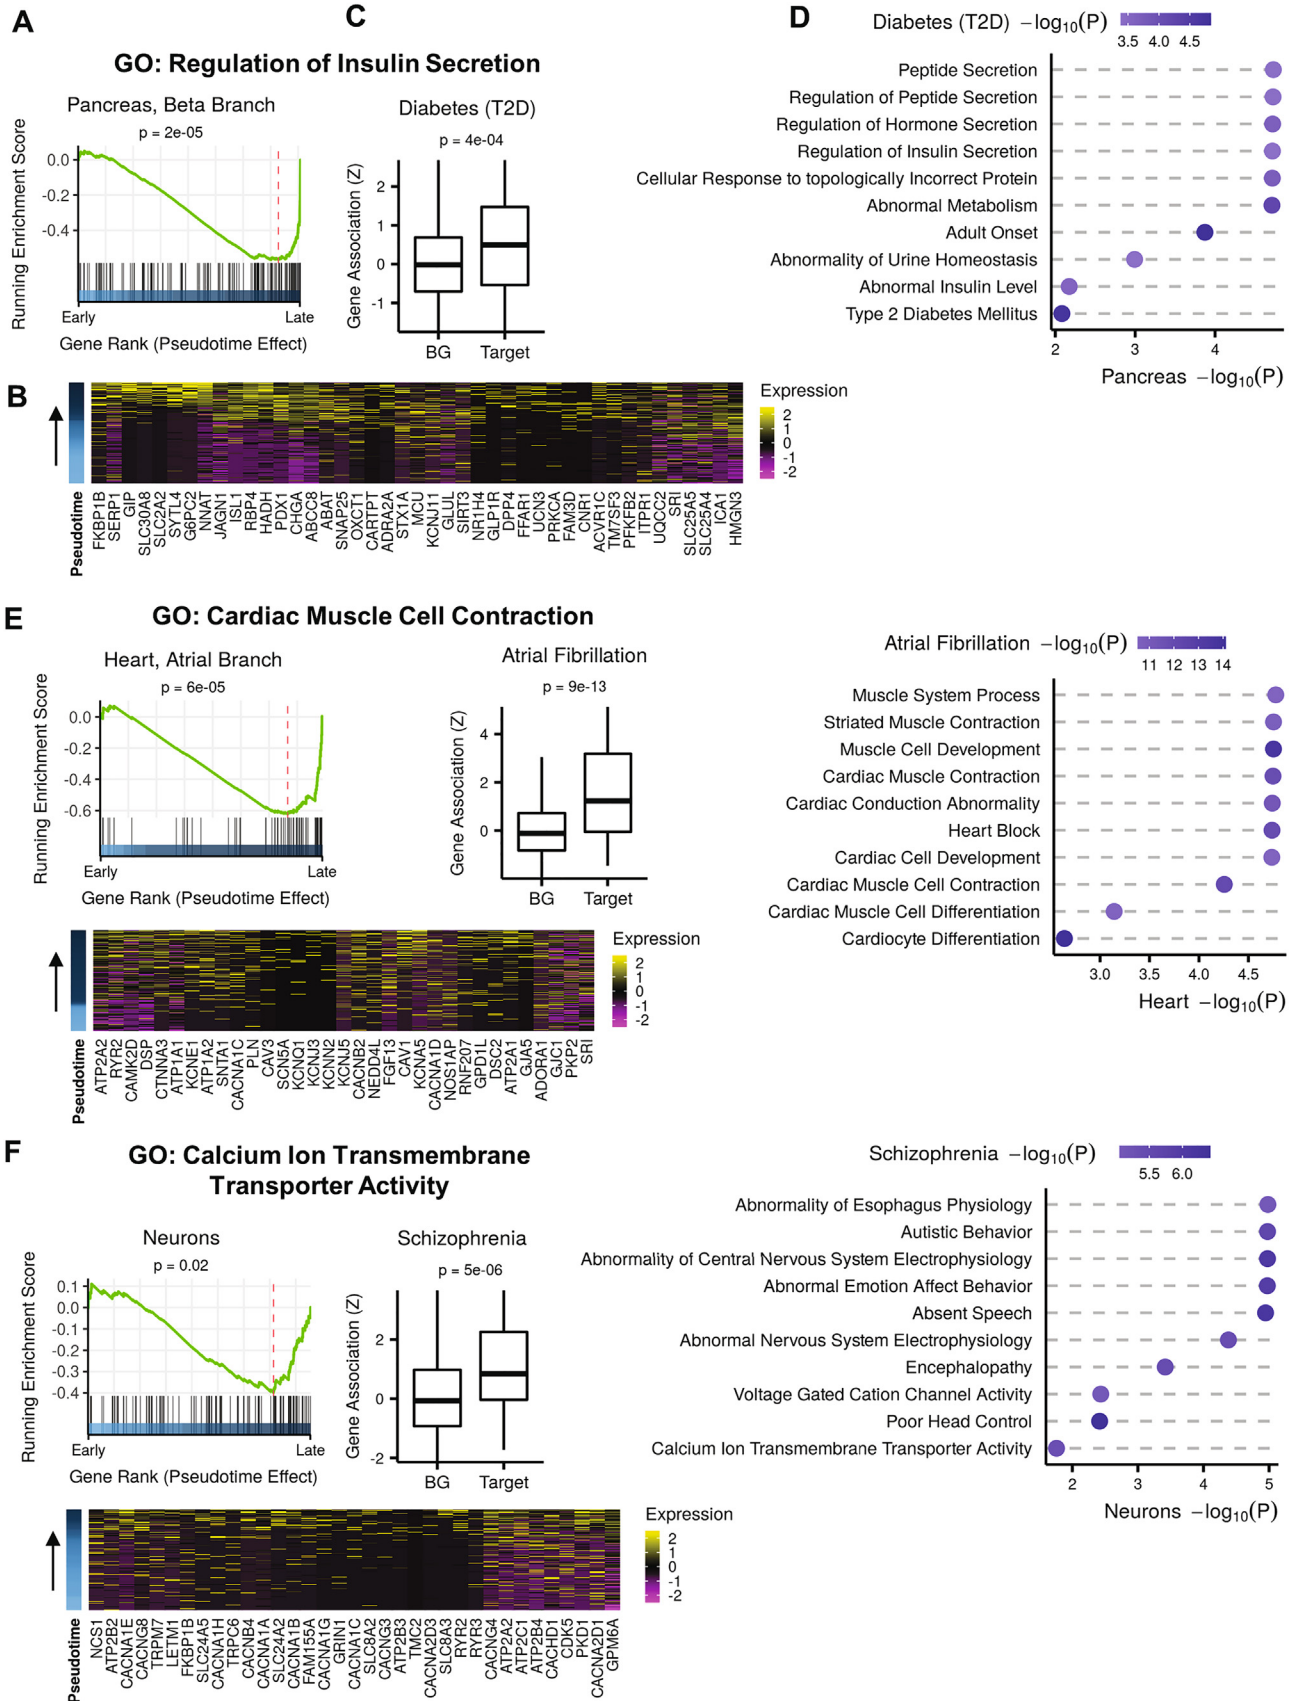 A
C
D
GO: Regulation of Insulin Secretion
Pancreas, Beta Branch
p = 2e-05
Running Enrichment Score
0.0
-0.2
-0.4
Early
Late
Gene Rank (Pseudotime Effect)
Diabetes (T2D)
p = 4e-04
Gene Association (Z)
2
1
0
-1
BG
Target
Diabetes (T2D) −log10(P)
3.5 4.0 4.5
Peptide Secretion
Regulation of Peptide Secretion
Regulation of Hormone Secretion
Regulation of Insulin Secretion
Cellular Response to topologically Incorrect Protein
Abnormal Metabolism
Adult Onset
Abnormality of Urine Homeostasis
Abnormal Insulin Level
Type 2 Diabetes Mellitus
2 3 4
Pancreas −log10(P)
B
Pseudotime
FKBP1B
SERP1
GIP
SLC30A8
SLC2A2
SYTL4
G6PC2
NNAT
JAGN1
ISL1
RBP4
HADH
PDX1
CHGA
ABCC8
ABAT
SNAP25
OXCT1
CARTPT
ADRA2A
STX1A
MCU
KCNJ11
GLUL
SIRT3
NR1H4
GLP1R
DPP4
FFAR1
UCN3
PRKCA
FAM3D
CNR1
ACVR1C
TM7SF3
PFKFB2
ITPR1
UQCC2
SRI
SLC25A5
SLC25A4
ICA1
HMGN3
Expression
2
1
0
-1
-2
E
GO: Cardiac Muscle Cell Contraction
Heart, Atrial Branch
p = 6e-05
Running Enrichment Score
0.0
-0.2
-0.4
-0.6
Early
Late
Gene Rank (Pseudotime Effect)
Atrial Fibrillation
p = 9e-13
Gene Association (Z)
4
2
0
BG
Target
Atrial Fibrillation −log10(P)
11 12 13 14
Muscle System Process
Striated Muscle Contraction
Muscle Cell Development
Cardiac Muscle Contraction
Cardiac Conduction Abnormality
Heart Block
Cardiac Cell Development
Cardiac Muscle Cell Contraction
Cardiac Muscle Cell Differentiation
Cardiocyte Differentiation
3.0 3.5 4.0 4.5
Heart −log10(P)
Pseudotime
ATP2A2
RYR2
CAMK2D
DSP
CTNNA3
ATP1A1
KCNE1
ATP1A2
SNTA1
CACNA1C
PLN
CAV3
SCN5A
KCNQ1
KCNJ3
KCNN2
KCNJ5
CACNB2
NEDD4L
FGF13
CAV1
KCNA5
CACNA1D
NOS1AP
RNF207
GPD1L
DSC2
ATP2A1
GJA5
ADORA1
GJC1
PKP2
SRI
Expression
2
1
0
-1
-2
F
GO: Calcium Ion Transmembrane
Transporter Activity
Neurons
p = 0.02
Running Enrichment Score
0.1
0.0
-0.1
-0.2
-0.3
-0.4
Early
Late
Gene Rank (Pseudotime Effect)
Schizophrenia
p = 5e-06
Gene Association (Z)
2
0
-2
BG
Target
Schizophrenia −log10(P)
5.5 6.0
Abnormality of Esophagus Physiology
Autistic Behavior
Abnormality of Central Nervous System Electrophysiology
Abnormal Emotion Affect Behavior
Absent Speech
Abnormal Nervous System Electrophysiology
Encephalopathy
Voltage Gated Cation Channel Activity
Poor Head Control
Calcium Ion Transmembrane Transporter Activity
2 3 4 5
Neurons −log10(P)
Pseudotime
NCS1
ATP2B2
CACNA1E
CACNG8
TRPM7
LETM1
FKBP1B
SLC24A5
CACNA1H
TRPC6
CACNB4
CACNA1A
SLC24A2
CACNA1B
FAM155A
CACNA1G
GRIN1
CACNA1C
SLC8A2
CACNG3
ATP2B3
TMC2
CACNA2D3
SLC8A3
RYR2
RYR3
CACNG4
ATP2A2
ATP2C1
ATP2B4
CACHD1
CDK5
PKD1
CACNA2D1
GPM6A
Expression
2
1
0
-1
-2